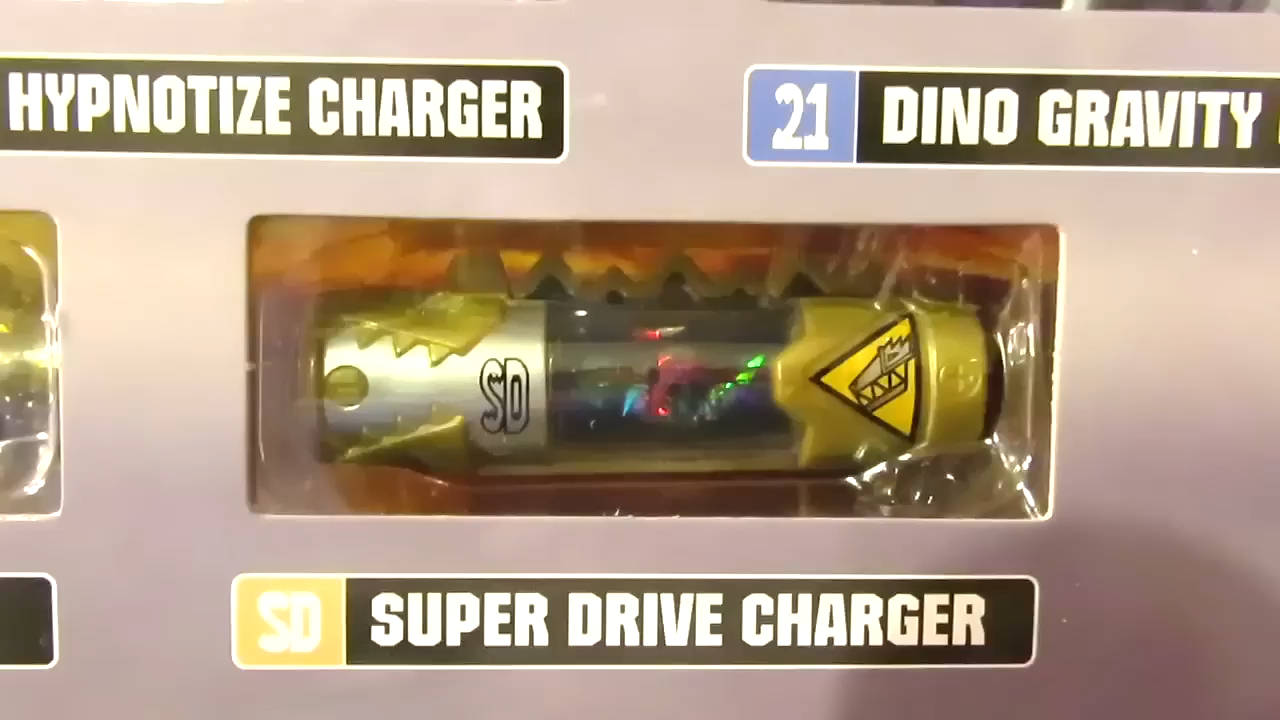 HYPNOTIZE CHARGER
21 DINO GRAVITY
SD
SD SUPER DRIVE CHARGER